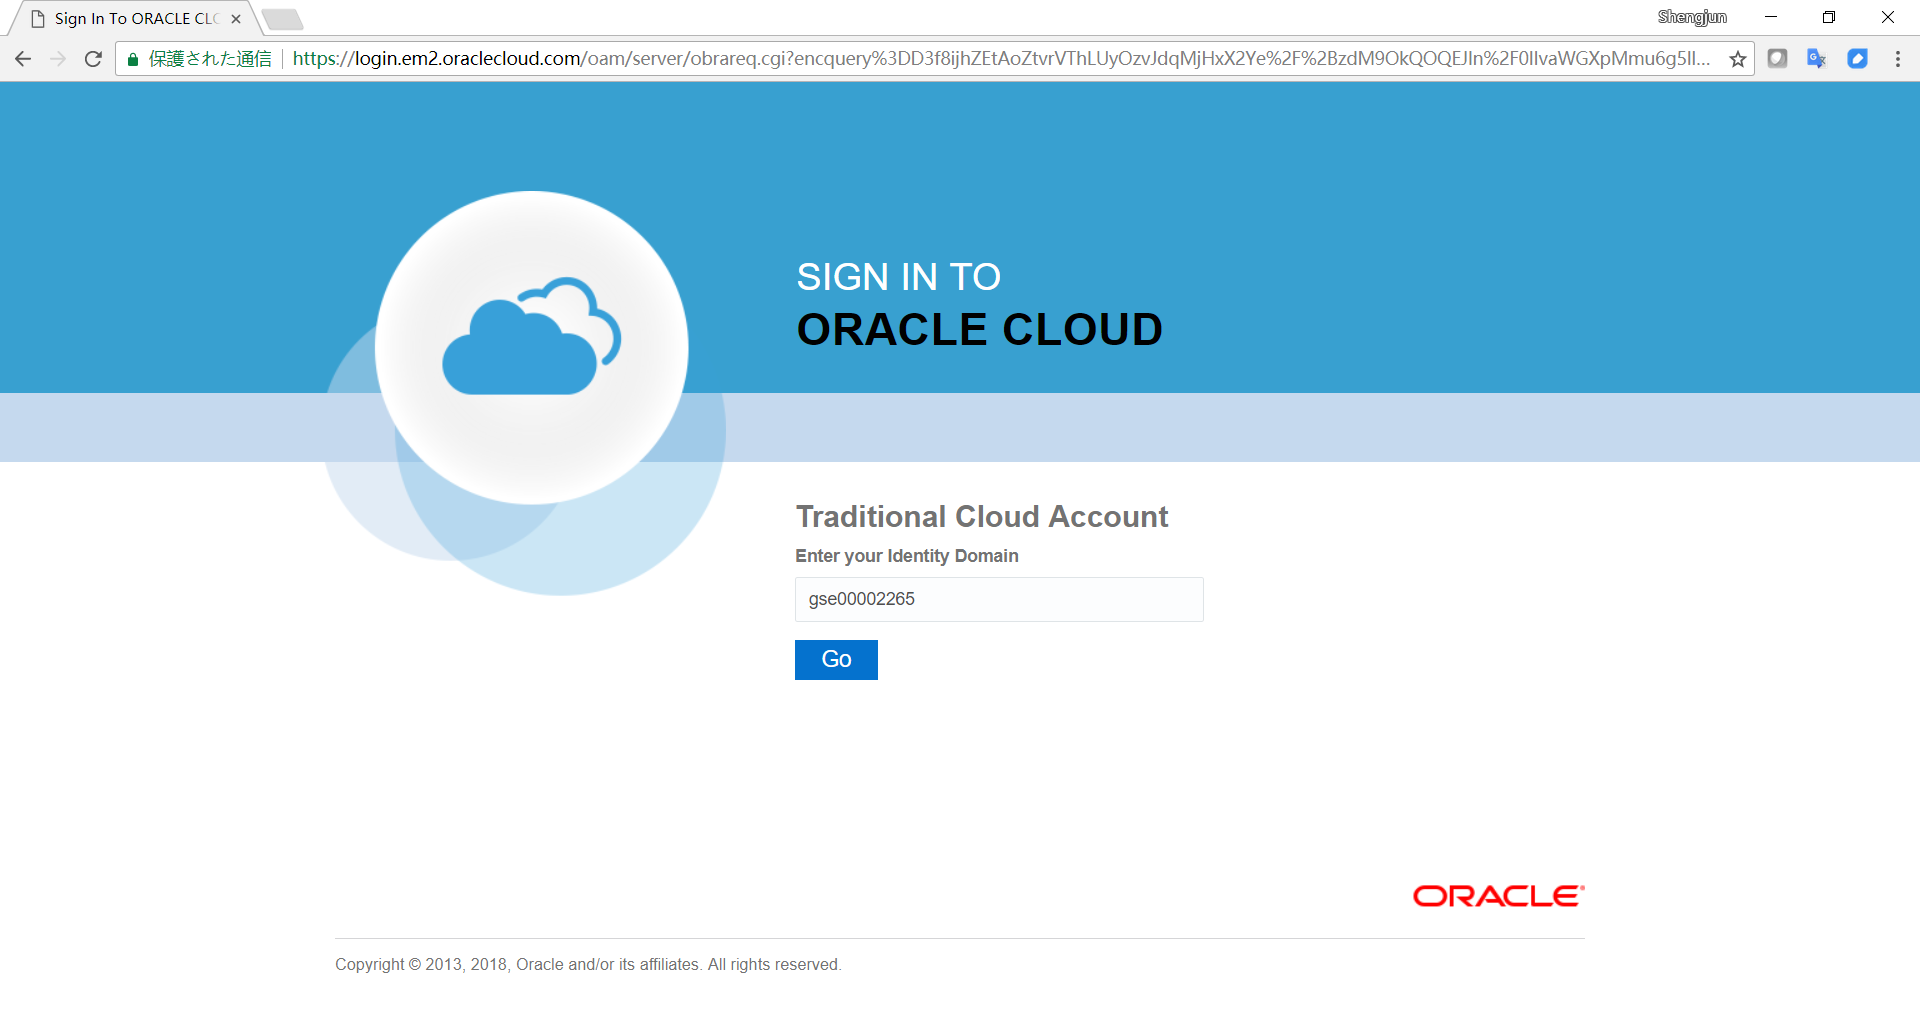 Sign In To ORACLE CLO
Shengjun
保護された通信
https://login.em2.oraclecloud.com/oam/server/obrareq.cgi?encquery%3DD3f8ijhZEtAoZtvrVThLUyOzvJdqMjHxX2Ye%2F%2BzdM9OkQOQEJIn%2F0IIvaWGXpMmu6g5II...
SIGN IN TO
ORACLE CLOUD
Traditional Cloud Account
Enter your Identity Domain
gse00002265
Go
ORACLE
Copyright © 2013, 2018, Oracle and/or its affiliates. All rights reserved.